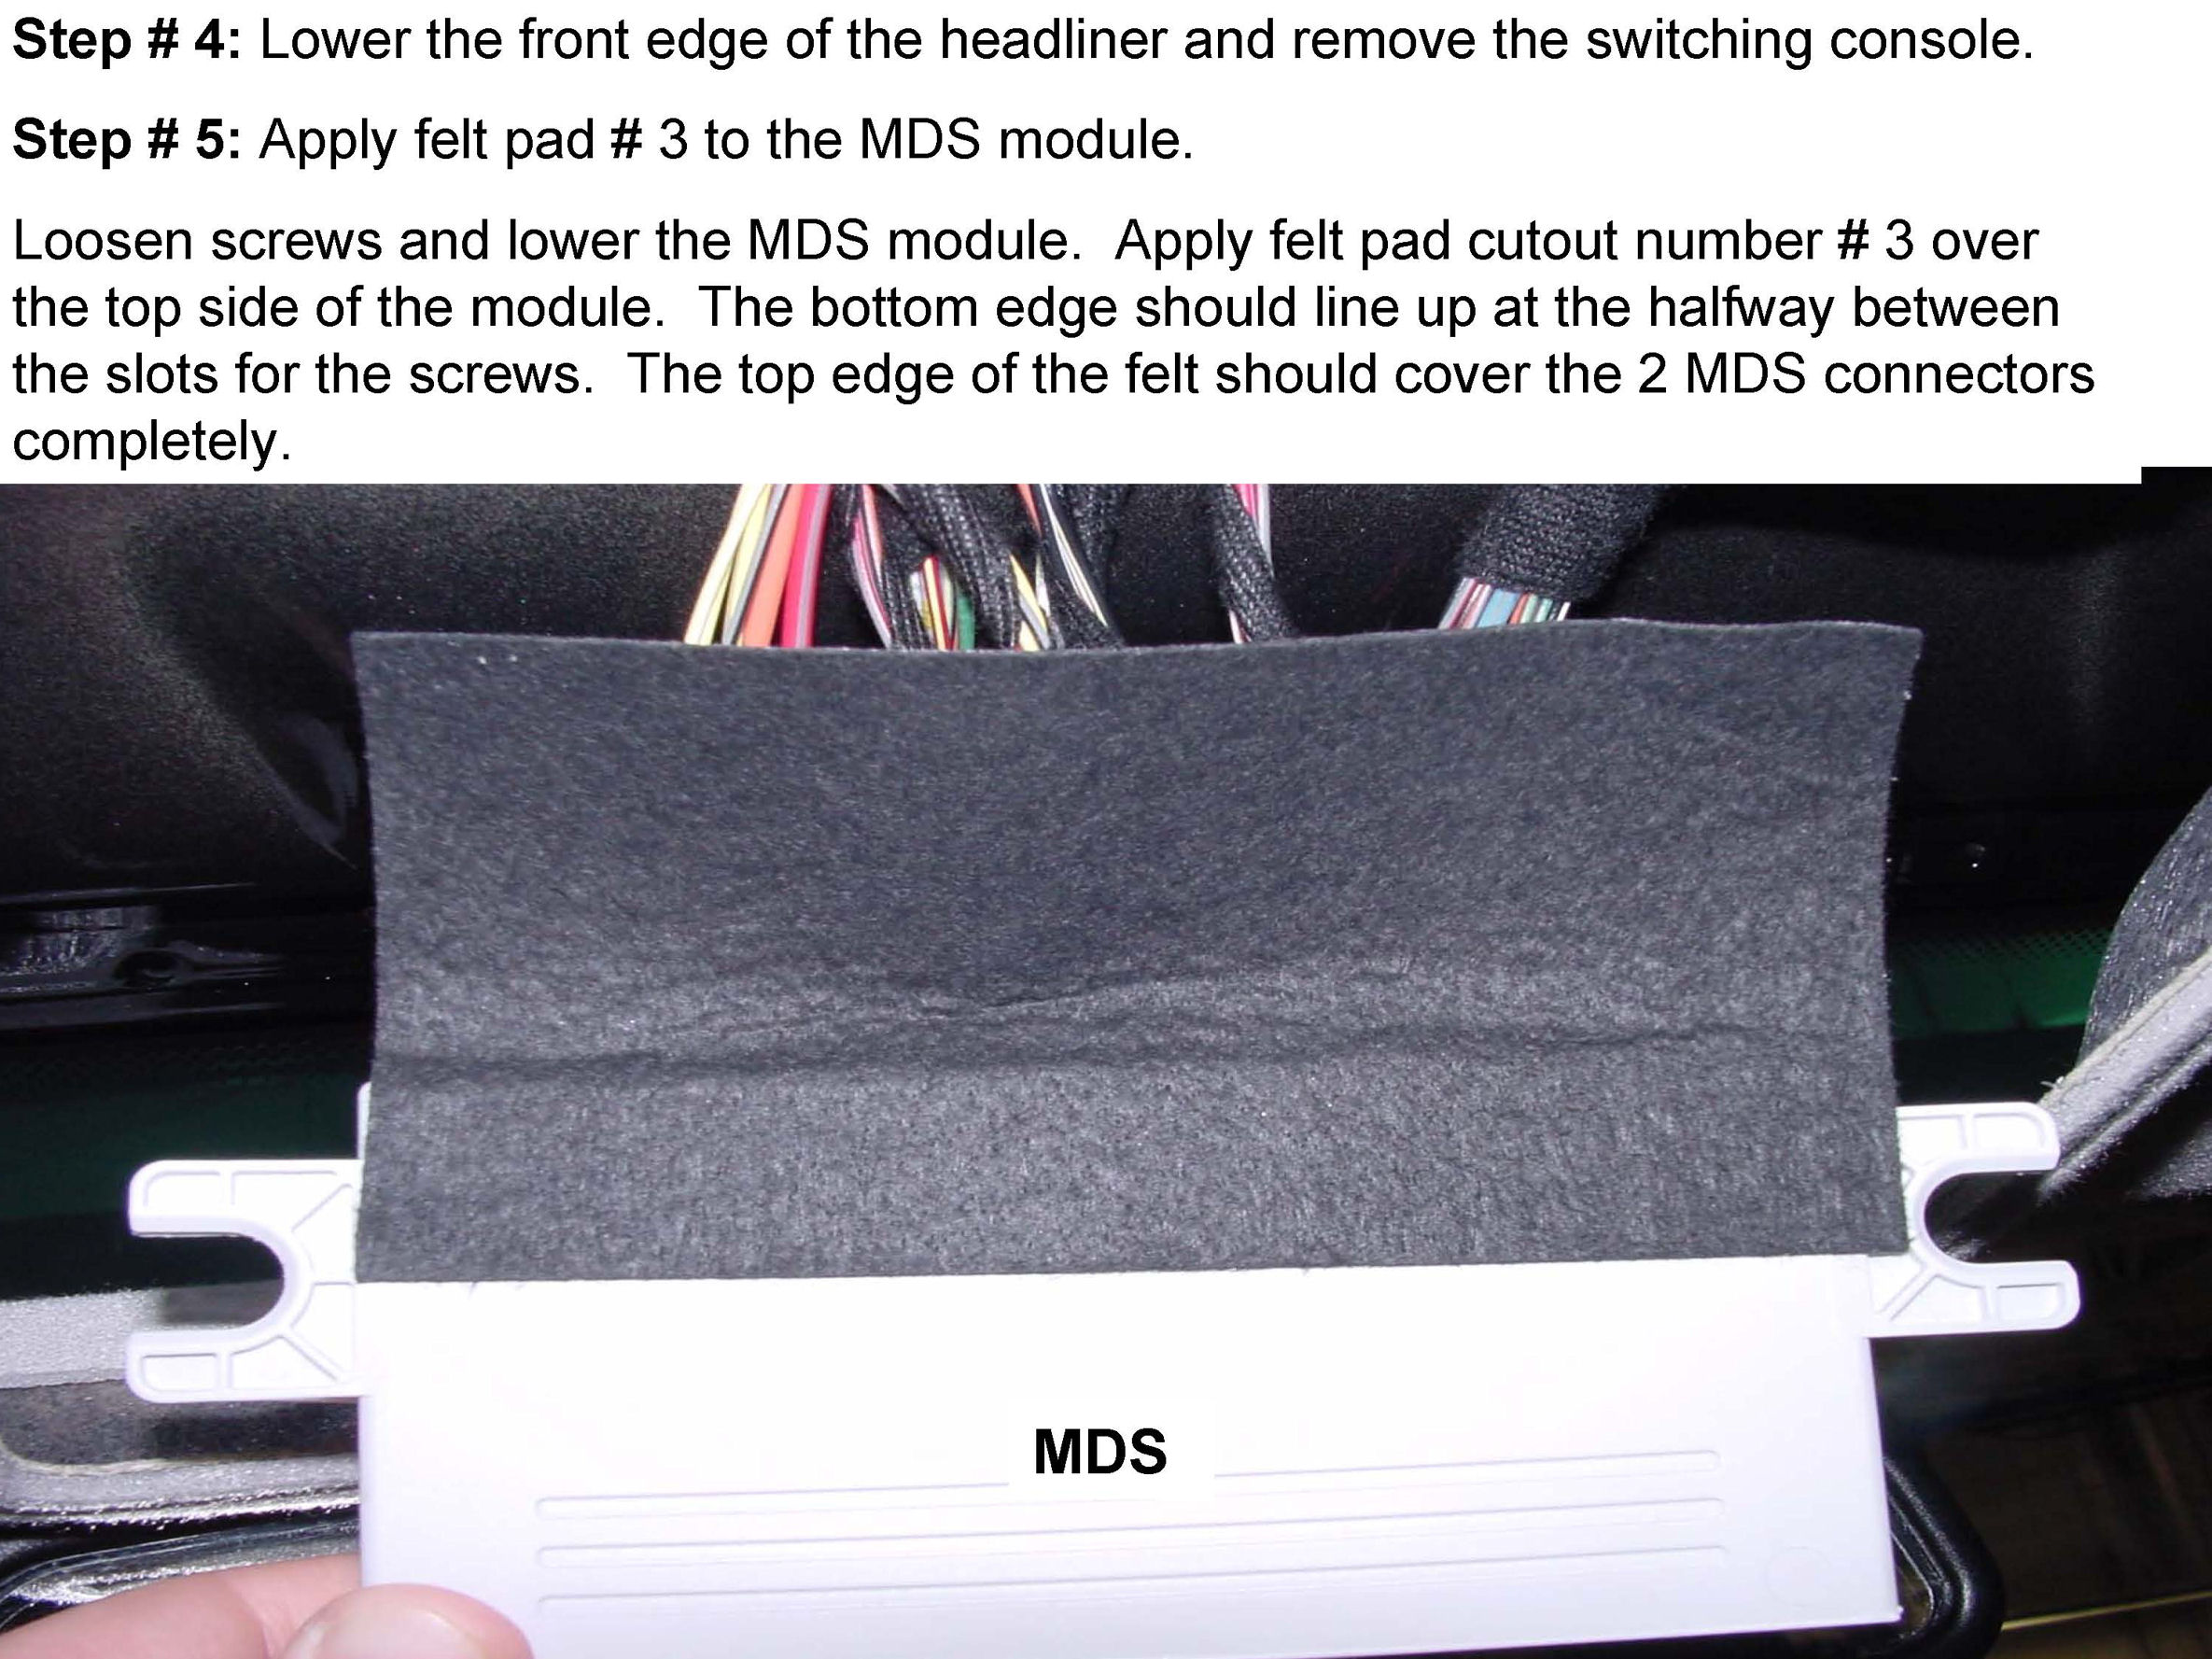 Step # 4: Lower the front edge of the headliner and remove the switching console.
Step # 5: Apply felt pad # 3 to the MDS module.
Loosen screws and lower the MDS module.  Apply felt pad cutout number # 3 over
the top side of the module.  The bottom edge should line up at the halfway between
the slots for the screws.  The top edge of the felt should cover the 2 MDS connectors
completely.
MDS